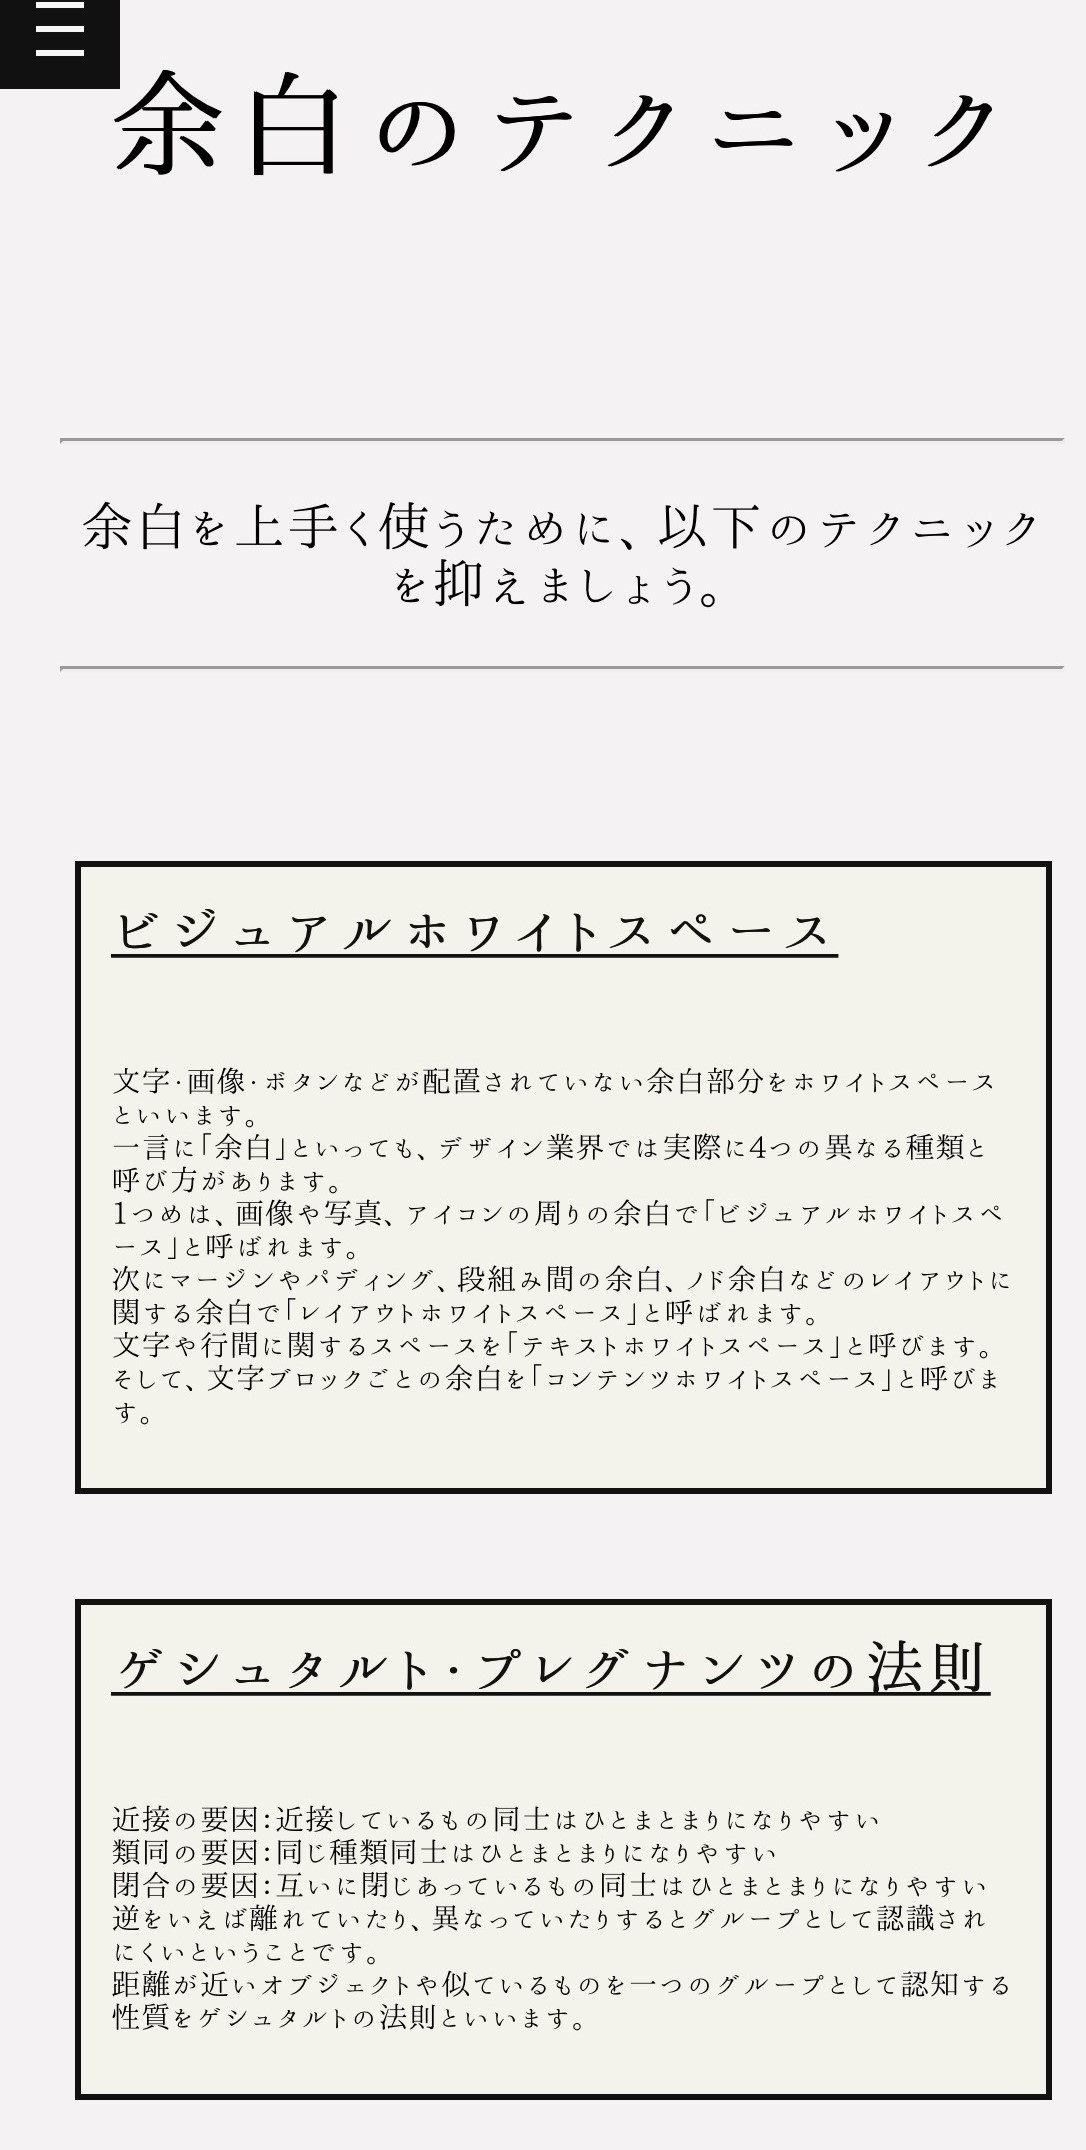 余白のテクニック
余白を上手く使うために、以下のテクニック
を抑えましょう。
ビジュアルホワイトスペース
文字・画像・ボタンなどが配置されていない余白部分をホワイトスペース
といいます。
一言に「余白」といっても、デザイン業界では実際に4つの異なる種類と
呼び方があります。
1つめは、画像や写真、アイコンの周りの余白で「ビジュアルホワイトスペ
ース」と呼ばれます。
次にマージンやパディング、段組み間の余白、ノド余白などのレイアウトに
関する余白で「レイアウトホワイトスペース」と呼ばれます。
文字や行間に関するスペースを「テキストホワイトスペース」と呼びます。
そして、文字ブロックごとの余白を「コンテンツホワイトスペース」と呼びま
す。
ゲシュタルト・プレグナンツの法則
近接の要因:近接しているもの同士はひとまとまりになりやすい
類同の要因:同じ種類同士はひとまとまりになりやすい
閉合の要因:互いに閉じあっているもの同士はひとまとまりになりやすい
逆をいえば離れていたり、異なっていたりするとグループとして認識され
にくいということです。
距離が近いオブジェクトや似ているものを一つのグループとして認知する
性質をゲシュタルトの法則といいます。